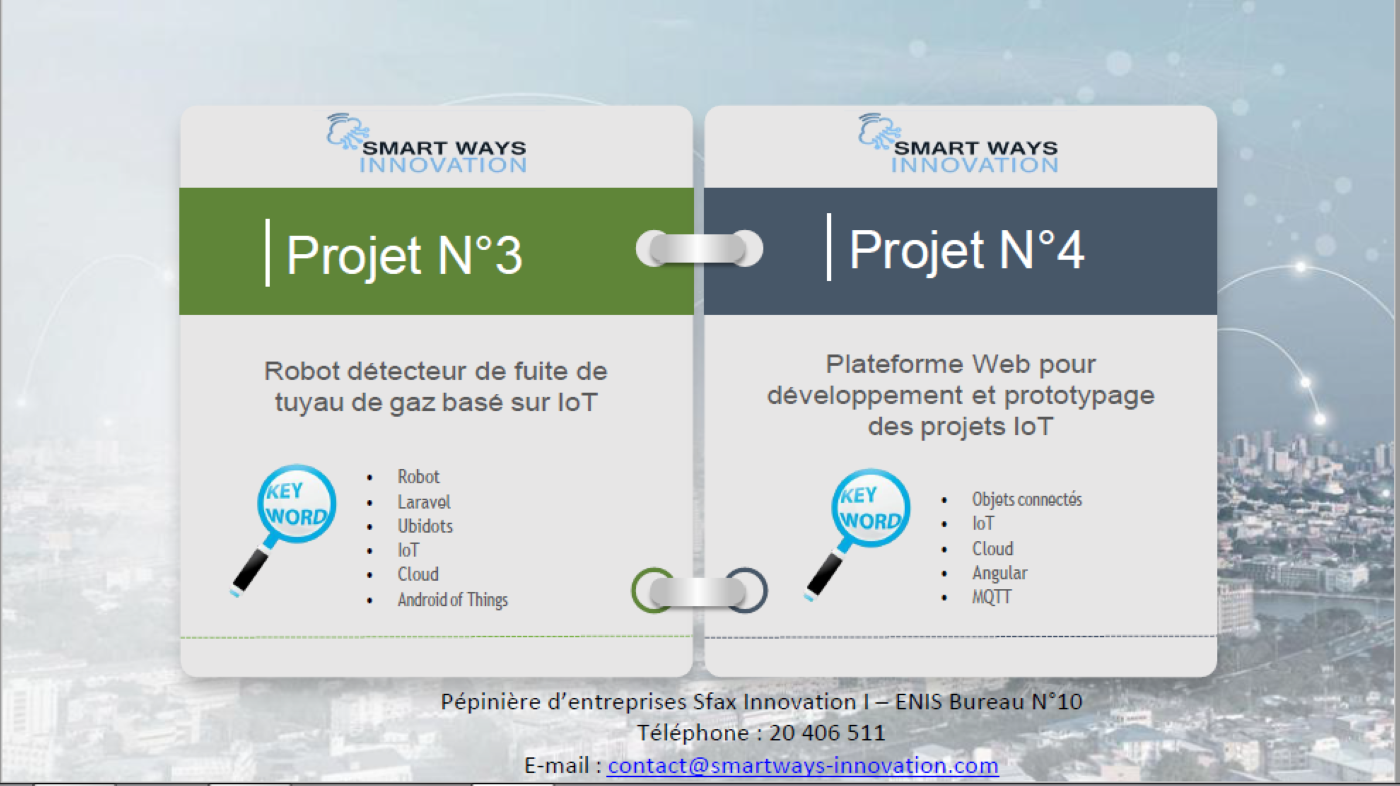 SMART WAYS
INNOVATION
Projet N°3
Robot détecteur de fuite de
tuyau de gaz basé sur IoT
KEY
WORD
• Robot
• Laravel
• Ubidots
• IoT
• Cloud
• Android of Things
SMART WAYS
INNOVATION
Projet N°4
Plateforme Web pour
développement et prototypage
des projets IoT
KEY
WORD
• Objets connectés
• IoT
• Cloud
• Angular
• MQTT
Pépinière d’entreprises Sfax Innovation I – ENIS Bureau N°10
Téléphone : 20 406 511
E-mail : contact@smartways-innovation.com